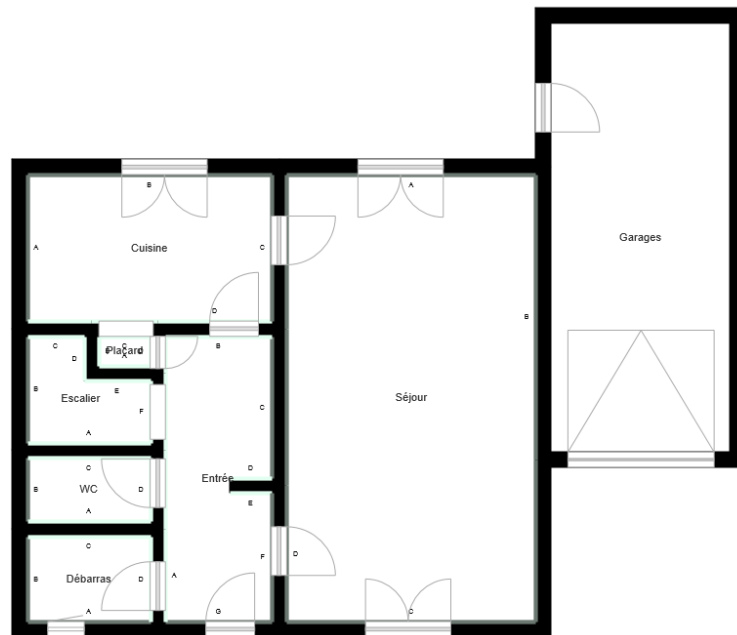 B
A
Cuisine
A
C
Garages
D
B
C
C
B
Placard
D
A
D
B
Escalier
E
F
A
Séjour
C
C
D
Entrée
B
WC
D
A
E
C
F
D
B
Débarras
D
A
A
G
C